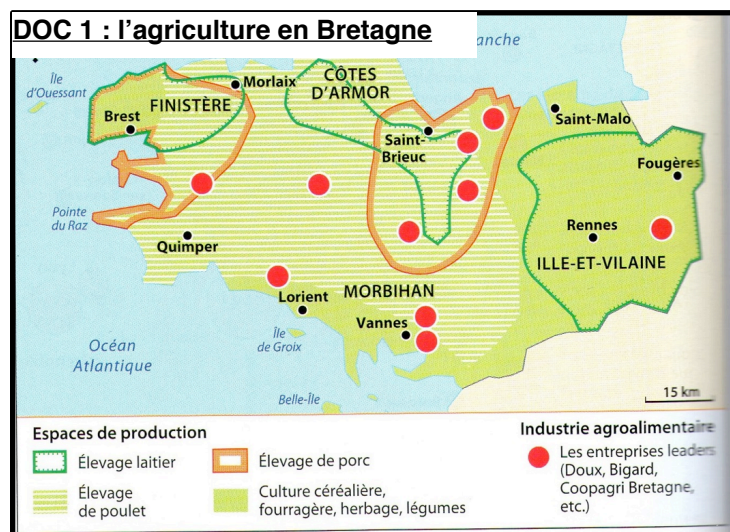 DOC 1 : l'agriculture en Bretagne
Île
d'Ouessant
Morlaix
CÔTES
D'ARMOR
FINISTÈRE
Brest
Saint-
Brieuc
Saint-Malo
Fougères
Pointe
du Raz
Quimper
Rennes
ILLE-ET-VILAINE
Lorient
MORBIHAN
Vannes
Île
de Groix
Océan
Atlantique
Belle-Île
15 km
Espaces de production
Élevage laitier
Élevage de porc
Élevage
de poulet
Culture céréalière,
fourragère, herbage, légumes
Industrie agroalimentaire
Les entreprises leaders
(Doux, Bigard,
Coopagri Bretagne,
etc.)